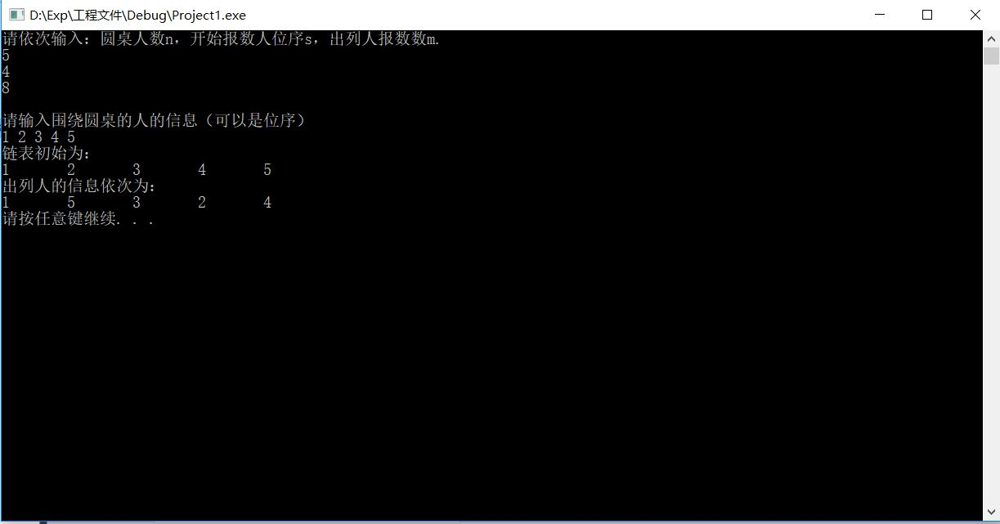 D:\Exp\工程文件\Debug\Project1.exe
请依次输入：圆桌人数n，开始报数人位序s，出列人报数数m.
5
4
8
请输入围绕圆桌的人的信息（可以是位序）
1 2 3 4 5
链表初始为：
1 2 3 4 5
出列人的信息依次为：
1 5 3 2 4
请按任意键继续. . .